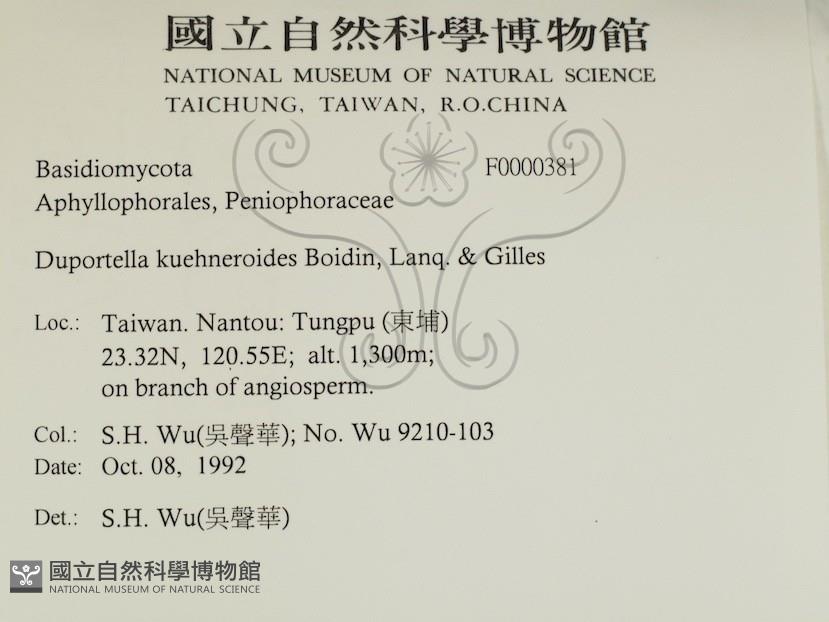 國立自然科學博物館
NATIONAL MUSEUM OF NATURAL SCIENCE
TAICHUNG, TAIWAN, R.O.CHINA
Basidiomycota F0000381
Aphyllophorales, Peniophoraceae
Duportella kuehneroides Boidin, Lanq. & Gilles
Loc.: Taiwan. Nantou: Tungpu (東埔)
23.32N, 120.55E; alt. 1,300m;
on branch of angiosperm.
Col.: S.H. Wu(吳聲華); No. Wu 9210-103
Date: Oct. 08, 1992
Det.: S.H. Wu(吳聲華)
國立自然科學博物館
NATIONAL MUSEUM OF NATURAL SCIENCE